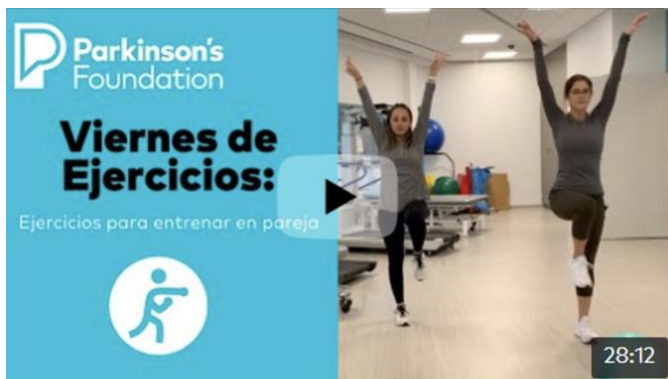 Parkinson's
Foundation
Viernes de
Ejercicios:
Ejercicios para entrenar en pareja
28:12